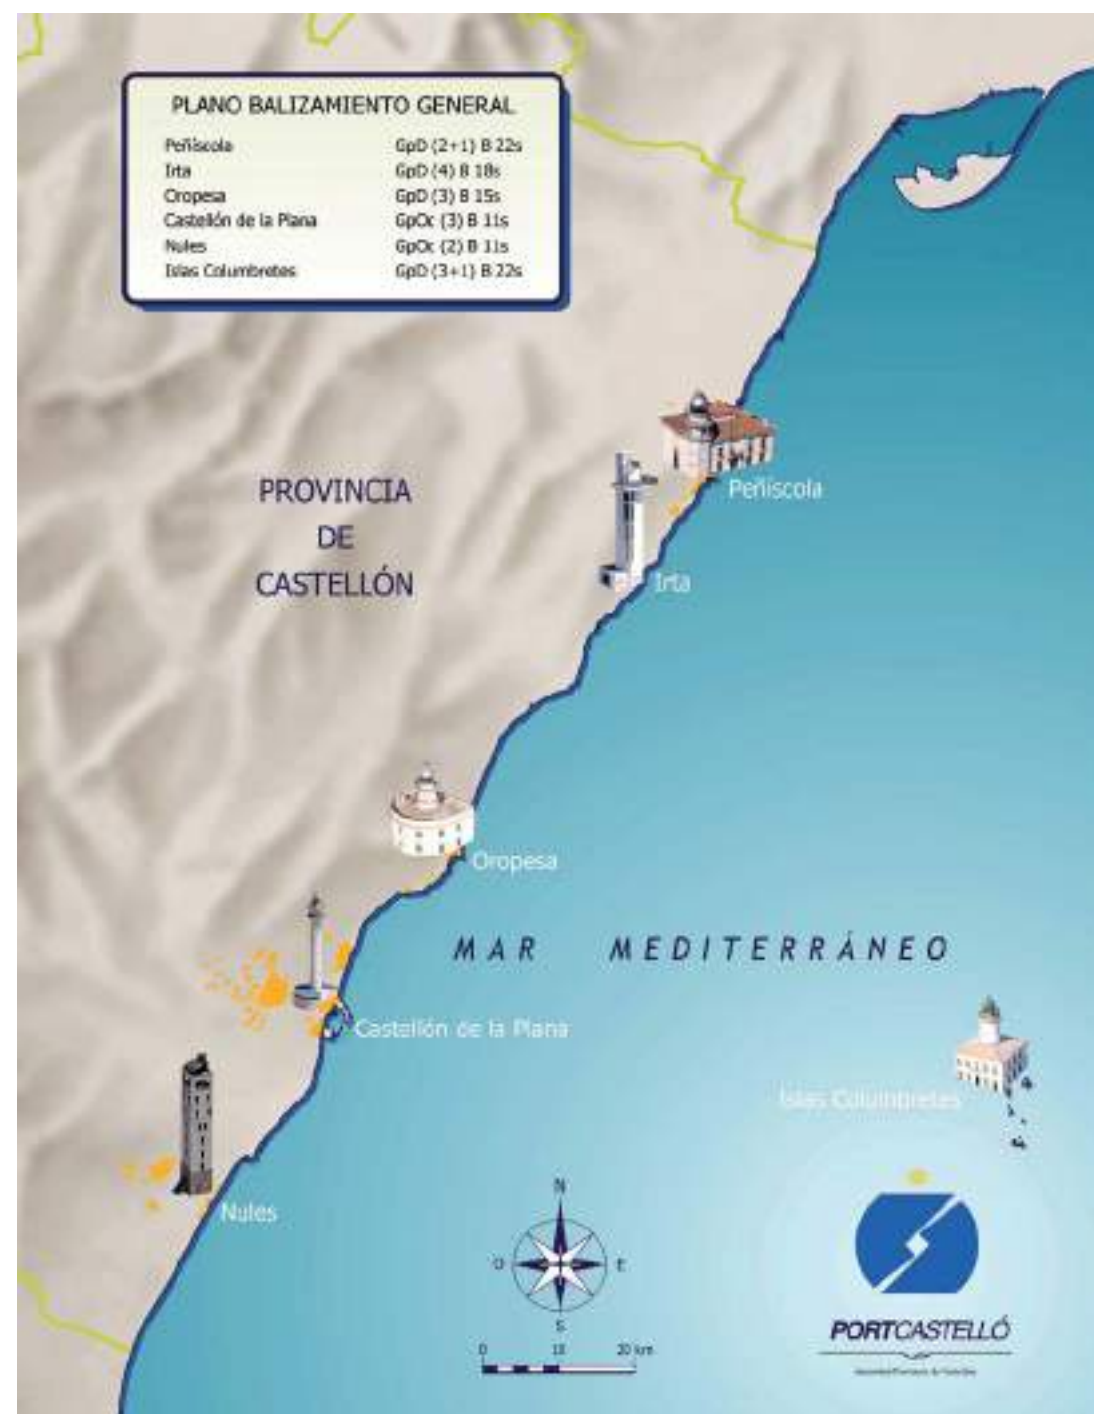 PLANO BALIZAMIENTO GENERAL
Peñíscola GpD (2+1) B 22s
Irta GpD (4) B 18s
Oropesa GpD (3) B 15s
Castellón de la Plana GpOc (3) B 11s
Nules GpOc (2) B 11s
Islas Columbretes GpD (3+1) B 22s
PROVINCIA
DE
CASTELLÓN
Peñíscola
Irta
Oropesa
MAR MEDITERRÁNEO
Castellón de la Plana
Islas Columbretes
Nules
N
O E
S
0 10 20 km
PORTCASTELLÓ